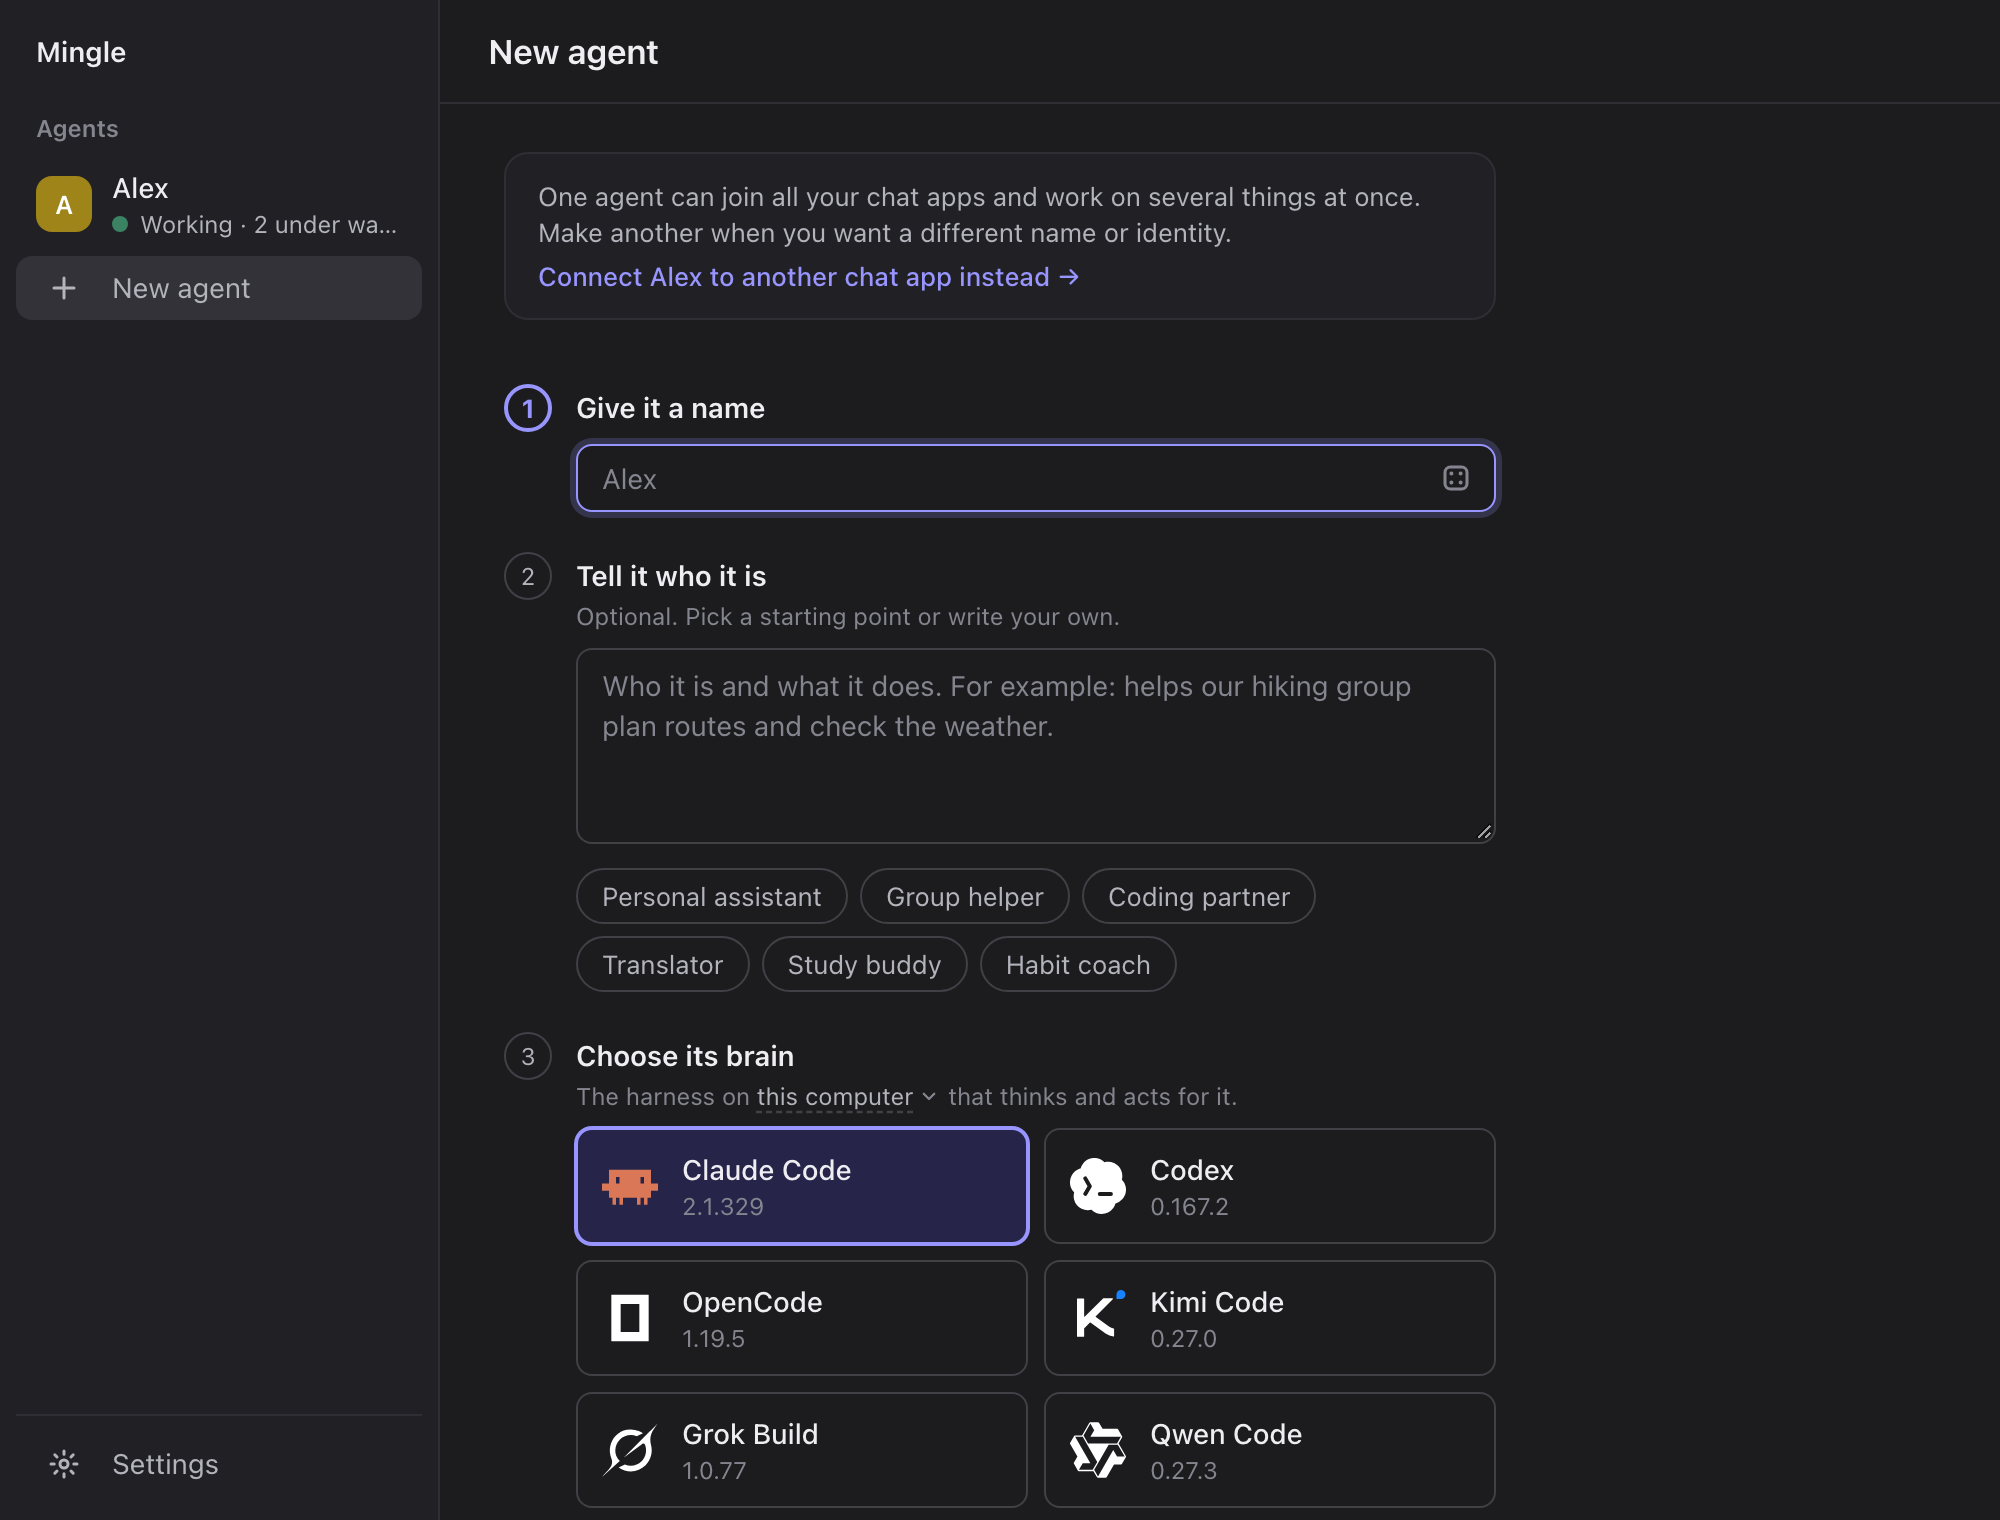 Mingle
Agents
A
Alex
Working · 2 under wa...
New agent
Settings
New agent
One agent can join all your chat apps and work on several things at once.
Make another when you want a different name or identity.
Connect Alex to another chat app instead →
1
Give it a name
Alex
2
Tell it who it is
Optional. Pick a starting point or write your own.
Who it is and what it does. For example: helps our hiking group
plan routes and check the weather.
Personal assistant
Group helper
Coding partner
Translator
Study buddy
Habit coach
3
Choose its brain
The harness on this computer that thinks and acts for it.
Claude Code
2.1.329
Codex
0.167.2
OpenCode
1.19.5
Kimi Code
0.27.0
Grok Build
1.0.77
Qwen Code
0.27.3